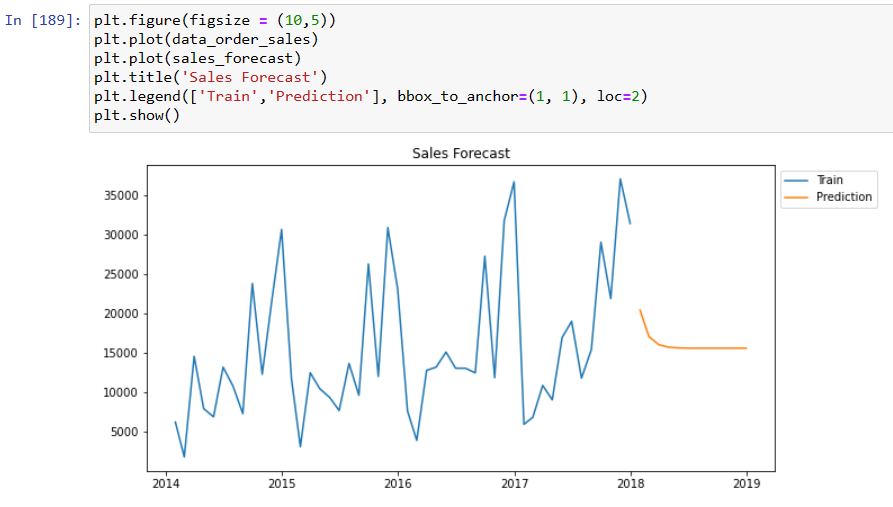 In [189]: plt.figure(figsize = (10,5))
plt.plot(data_order_sales)
plt.plot(sales_forecast)
plt.title('Sales Forecast')
plt.legend(['Train','Prediction'], bbox_to_anchor=(1, 1), loc=2)
plt.show()
Sales Forecast
Train
Prediction
35000
30000
25000
20000
15000
10000
5000
2014 2015 2016 2017 2018 2019